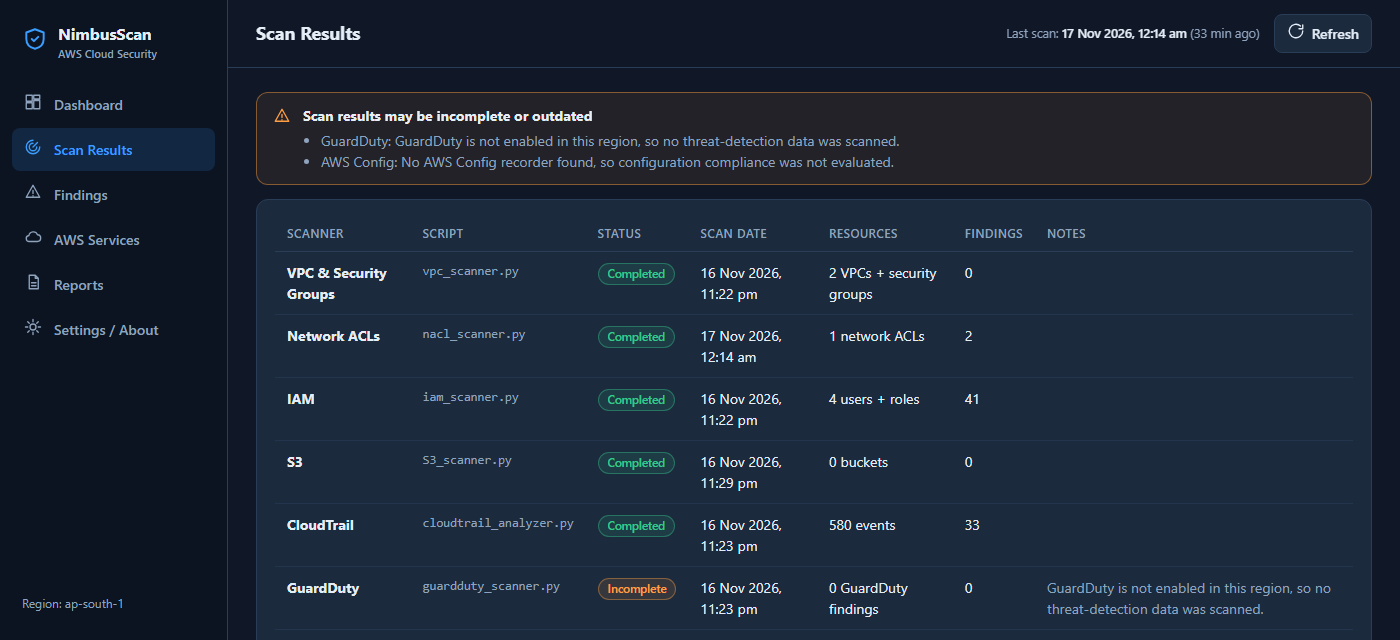 NimbusScan
AWS Cloud Security
Dashboard
Scan Results
Findings
AWS Services
Reports
Settings / About
Region: ap-south-1
Scan Results
Last scan: 17 Nov 2026, 12:14 am (33 min ago)
Refresh
Scan results may be incomplete or outdated
• GuardDuty: GuardDuty is not enabled in this region, so no threat-detection data was scanned.
• AWS Config: No AWS Config recorder found, so configuration compliance was not evaluated.
SCANNER SCRIPT STATUS SCAN DATE RESOURCES FINDINGS NOTES
VPC & Security vpc_scanner.py Completed 16 Nov 2026, 2 VPCs + security 0
Groups 11:22 pm groups
Network ACLs nacl_scanner.py Completed 17 Nov 2026, 1 network ACLs 2
12:14 am
IAM iam_scanner.py Completed 16 Nov 2026, 4 users + roles 41
11:22 pm
S3 S3_scanner.py Completed 16 Nov 2026, 0 buckets 0
11:29 pm
CloudTrail cloudtrail_analyzer.py Completed 16 Nov 2026, 580 events 33
11:23 pm
GuardDuty guardduty_scanner.py Incomplete 16 Nov 2026, 0 GuardDuty 0 GuardDuty is not enabled in this region, so no
11:23 pm findings threat-detection data was scanned.